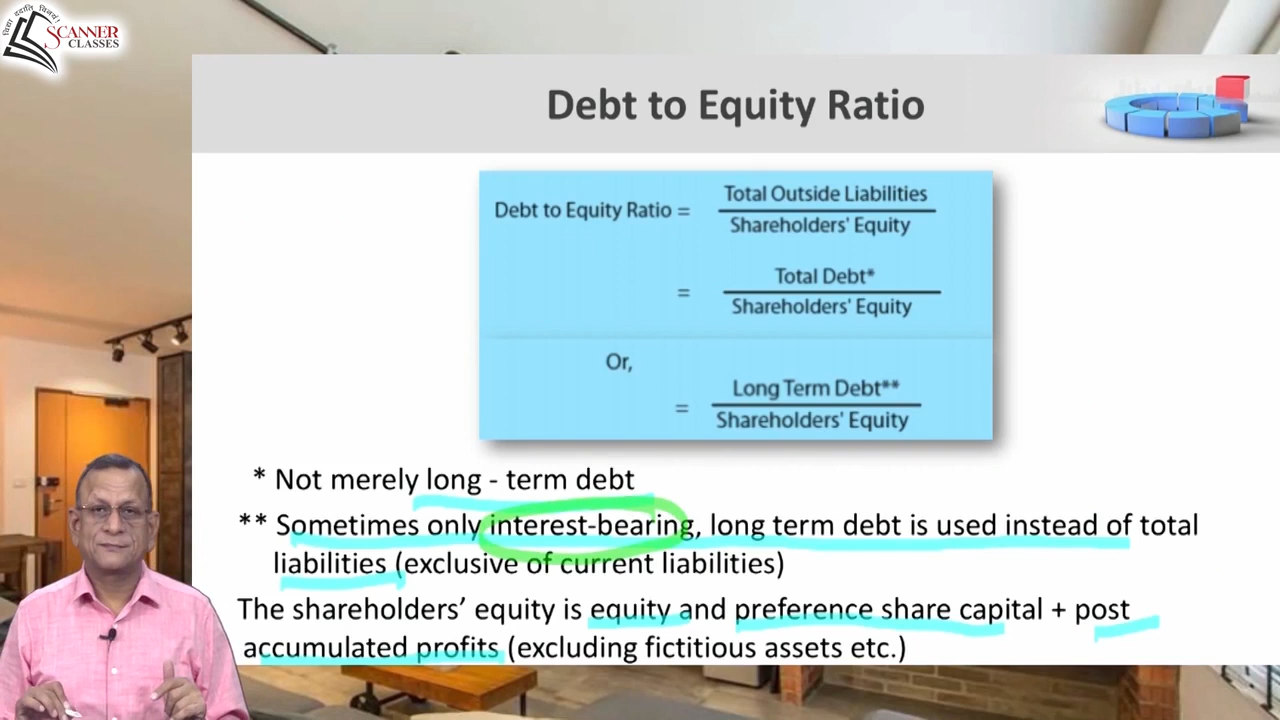 विद्या ददाति विनयं
SCANNER
CLASSES
Debt to Equity Ratio
Debt to Equity Ratio = Total Outside Liabilities
Shareholders' Equity
= Total Debt*
Shareholders' Equity
Or,
= Long Term Debt**
Shareholders' Equity
* Not merely long - term debt
** Sometimes only interest-bearing, long term debt is used instead of total
liabilities (exclusive of current liabilities)
The shareholders’ equity is equity and preference share capital + post
accumulated profits (excluding fictitious assets etc.)